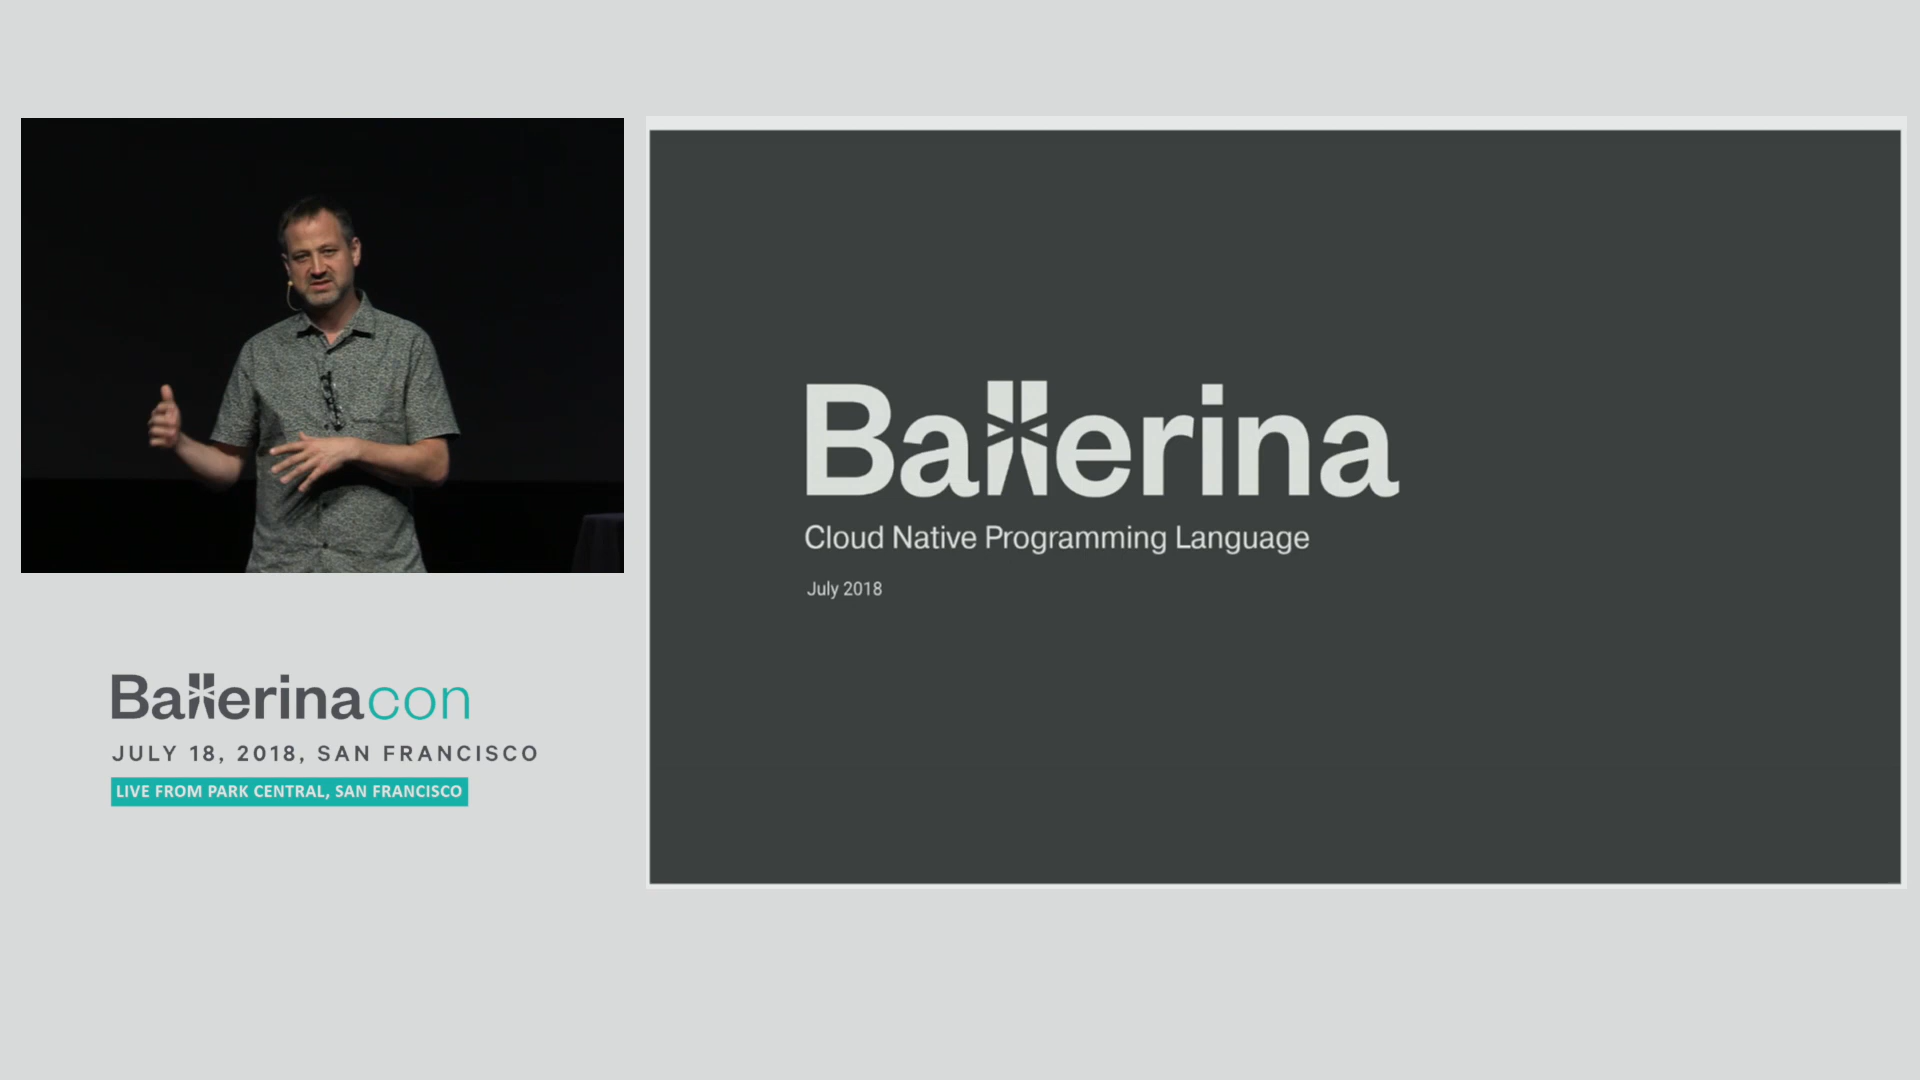 Ballerina
Cloud Native Programming Language
July 2018
Ballerinacon
JULY 18, 2018, SAN FRANCISCO
LIVE FROM PARK CENTRAL, SAN FRANCISCO